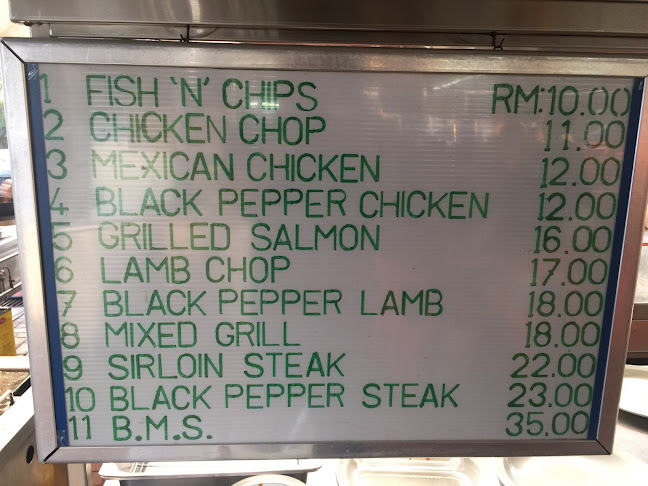 1 FISH 'N' CHIPS RM:10.00
2 CHICKEN CHOP 11.00
3 MEXICAN CHICKEN 12.00
4 BLACK PEPPER CHICKEN 12.00
5 GRILLED SALMON 16.00
6 LAMB CHOP 17.00
7 BLACK PEPPER LAMB 18.00
8 MIXED GRILL 18.00
9 SIRLOIN STEAK 22.00
10 BLACK PEPPER STEAK 23.00
11 B.M.S. 35.00